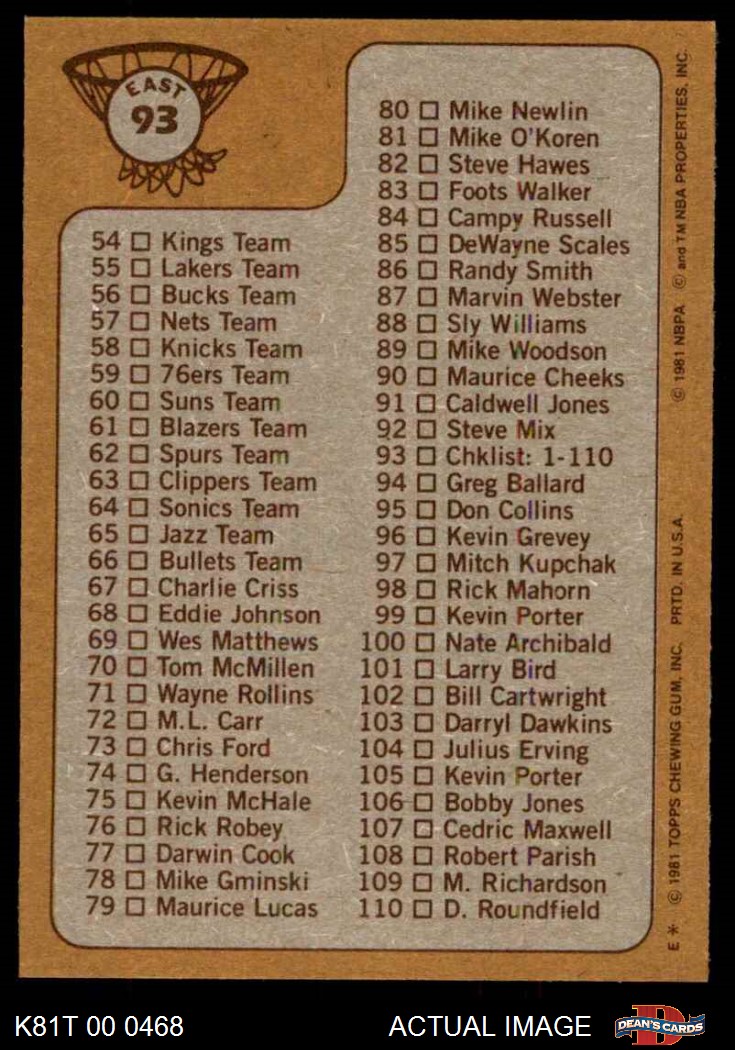 EAST
93
54 □ Kings Team
55 □ Lakers Team
56 □ Bucks Team
57 □ Nets Team
58 □ Knicks Team
59 □ 76ers Team
60 □ Suns Team
61 □ Blazers Team
62 □ Spurs Team
63 □ Clippers Team
64 □ Sonics Team
65 □ Jazz Team
66 □ Bullets Team
67 □ Charlie Criss
68 □ Eddie Johnson
69 □ Wes Matthews
70 □ Tom McMillen
71 □ Wayne Rollins
72 □ M.L. Carr
73 □ Chris Ford
74 □ G. Henderson
75 □ Kevin McHale
76 □ Rick Robey
77 □ Darwin Cook
78 □ Mike Gminski
79 □ Maurice Lucas
80 □ Mike Newlin
81 □ Mike O'Koren
82 □ Steve Hawes
83 □ Foots Walker
84 □ Campy Russell
85 □ DeWayne Scales
86 □ Randy Smith
87 □ Marvin Webster
88 □ Sly Williams
89 □ Mike Woodson
90 □ Maurice Cheeks
91 □ Caldwell Jones
92 □ Steve Mix
93 □ Chklist: 1-110
94 □ Greg Ballard
95 □ Don Collins
96 □ Kevin Grevey
97 □ Mitch Kupchak
98 □ Rick Mahorn
99 □ Kevin Porter
100 □ Nate Archibald
101 □ Larry Bird
102 □ Bill Cartwright
103 □ Darryl Dawkins
104 □ Julius Erving
105 □ Kevin Porter
106 □ Bobby Jones
107 □ Cedric Maxwell
108 □ Robert Parish
109 □ M. Richardson
110 □ D. Roundfield
E * © 1981 TOPPS CHEWING GUM, INC. PRTD. IN U.S.A. © 1981 NBPA © and TM NBA PROPERTIES, INC.
K81T 00 0468
ACTUAL IMAGE
D
DEAN'S CARDS